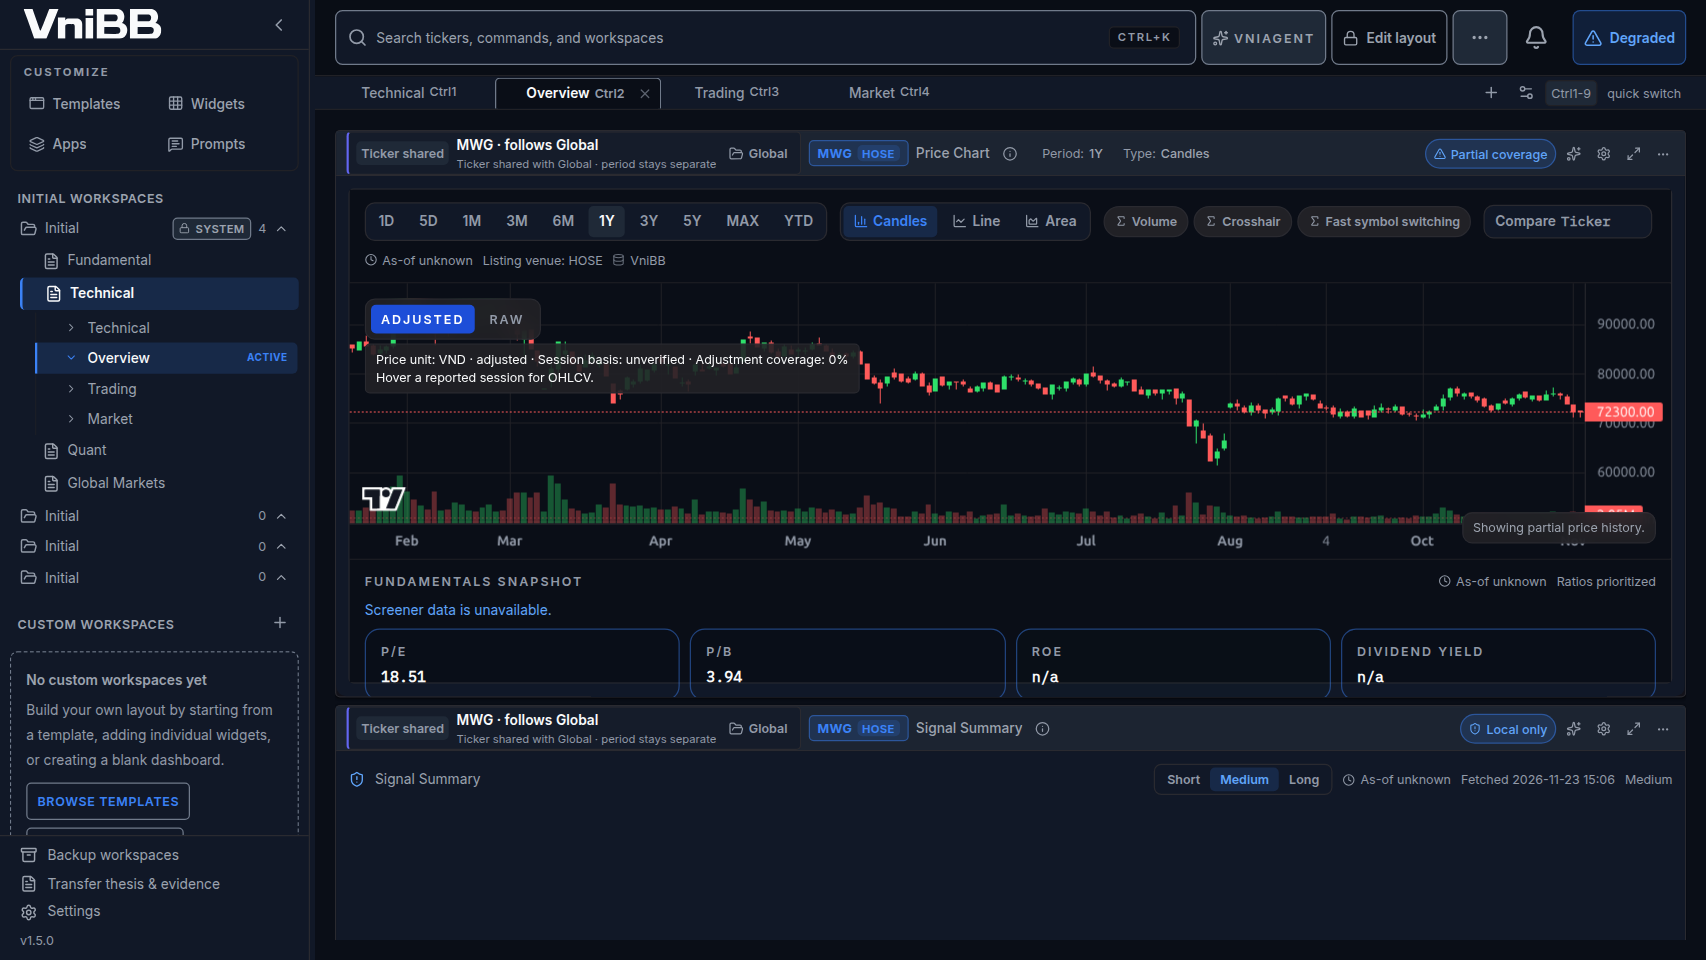 VniBB
CUSTOMIZE
Templates
Widgets
Apps
Prompts
INITIAL WORKSPACES
Initial
SYSTEM
4
Fundamental
Technical
Technical
Overview
ACTIVE
Trading
Market
Quant
Global Markets
Initial
0
Initial
0
Initial
0
CUSTOM WORKSPACES
No custom workspaces yet
Build your own layout by starting from
a template, adding individual widgets,
or creating a blank dashboard.
BROWSE TEMPLATES
Backup workspaces
Transfer thesis & evidence
Settings
v1.5.0
Search tickers, commands, and workspaces
CTRL+K
VNIAGENT
Edit layout
Degraded
Technical Ctrl1
Overview Ctrl2
Trading Ctrl3
Market Ctrl4
Ctrl1-9
quick switch
Ticker shared
MWG · follows Global
Ticker shared with Global · period stays separate
Global
MWG HOSE
Price Chart
Period: 1Y
Type: Candles
Partial coverage
1D
5D
1M
3M
6M
1Y
3Y
5Y
MAX
YTD
Candles
Line
Area
Volume
Crosshair
Fast symbol switching
Compare Ticker
As-of unknown
Listing venue: HOSE
VniBB
ADJUSTED
RAW
Price unit: VND · adjusted · Session basis: unverified · Adjustment coverage: 0%
Hover a reported session for OHLCV.
90000.00
80000.00
72300.00
70000.00
60000.00
Showing partial price history.
Feb
Mar
Apr
May
Jun
Jul
Aug
4
Oct
FUNDAMENTALS SNAPSHOT
As-of unknown
Ratios prioritized
Screener data is unavailable.
P/E
18.51
P/B
3.94
ROE
n/a
DIVIDEND YIELD
n/a
Ticker shared
MWG · follows Global
Ticker shared with Global · period stays separate
Global
MWG HOSE
Signal Summary
Local only
Signal Summary
Short
Medium
Long
As-of unknown
Fetched 2026-11-23 15:06
Medium